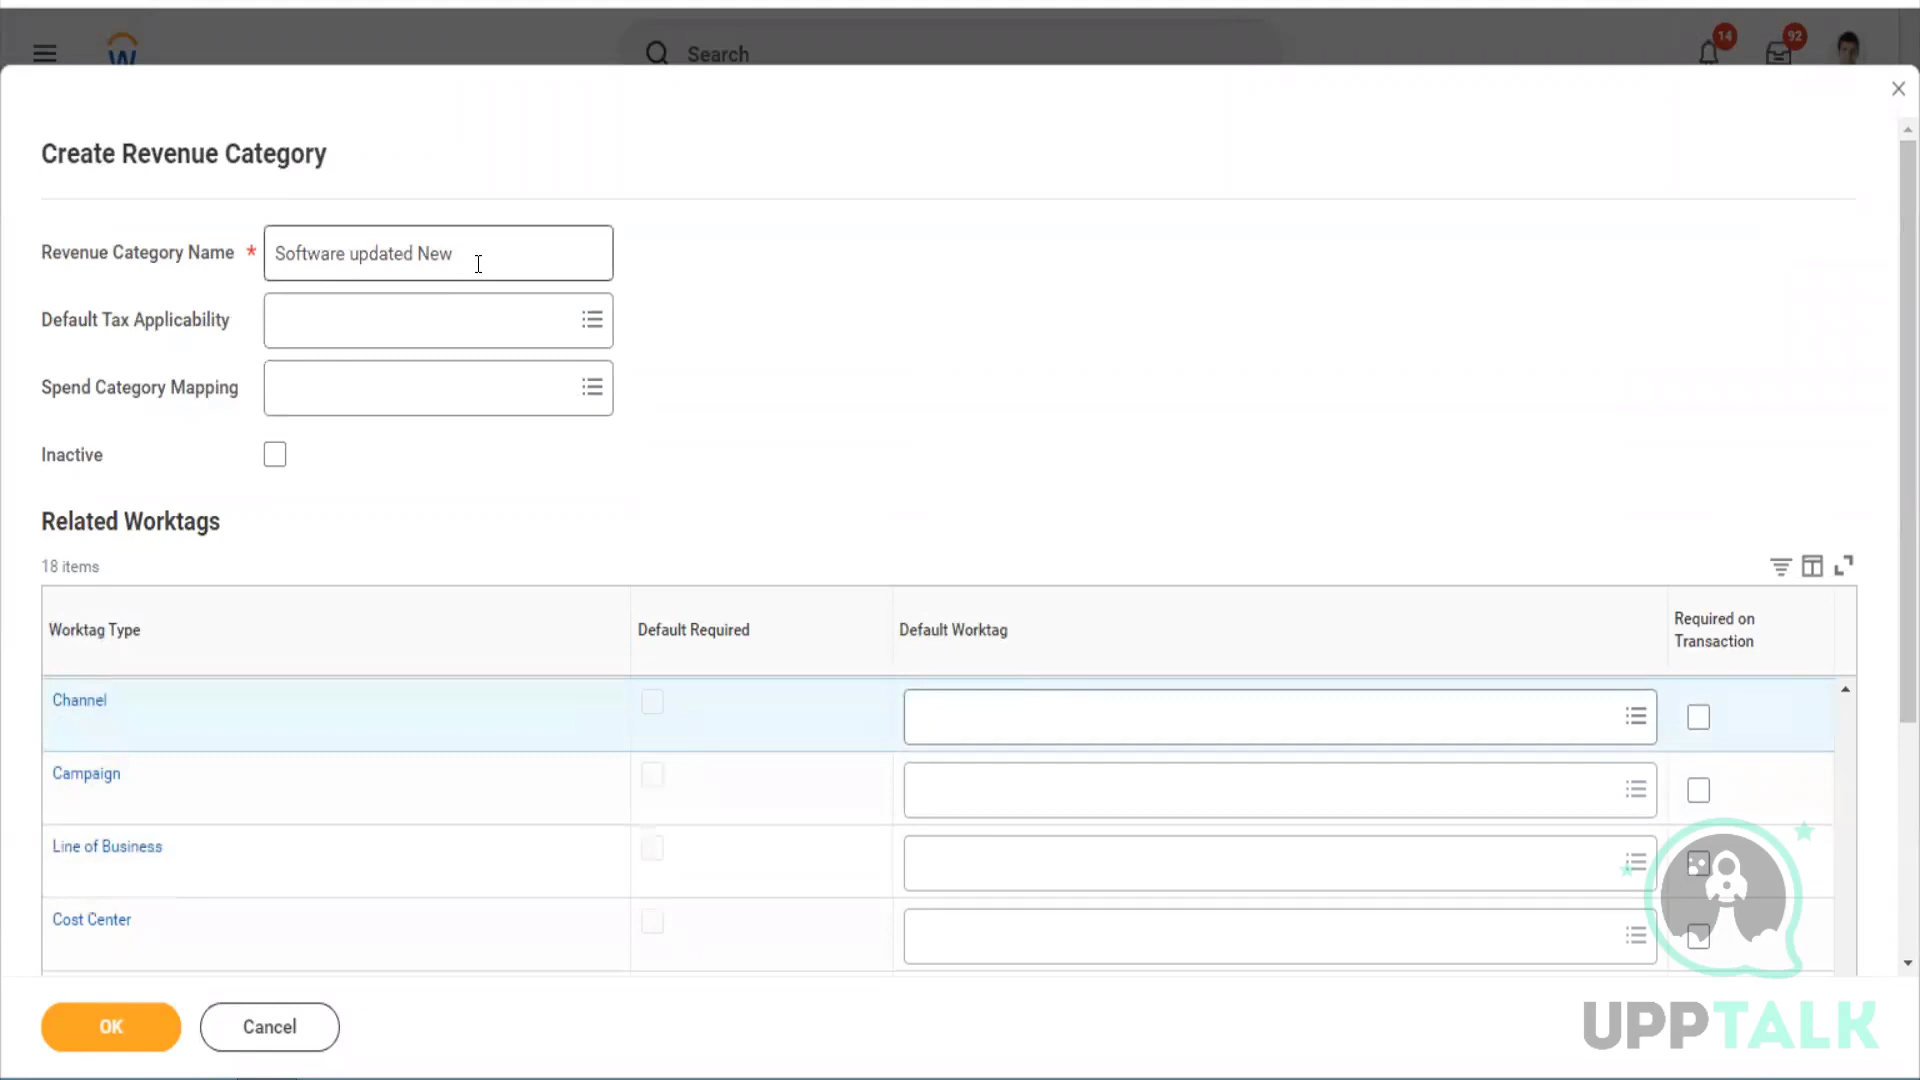 W
Search
14
92
Create Revenue Category
Revenue Category Name *
Software updated New
Default Tax Applicability
Spend Category Mapping
Inactive
Related Worktags
18 items
Worktag Type
Default Required
Default Worktag
Required on
Transaction
Channel
Campaign
Line of Business
Cost Center
OK
Cancel
UPPTALK